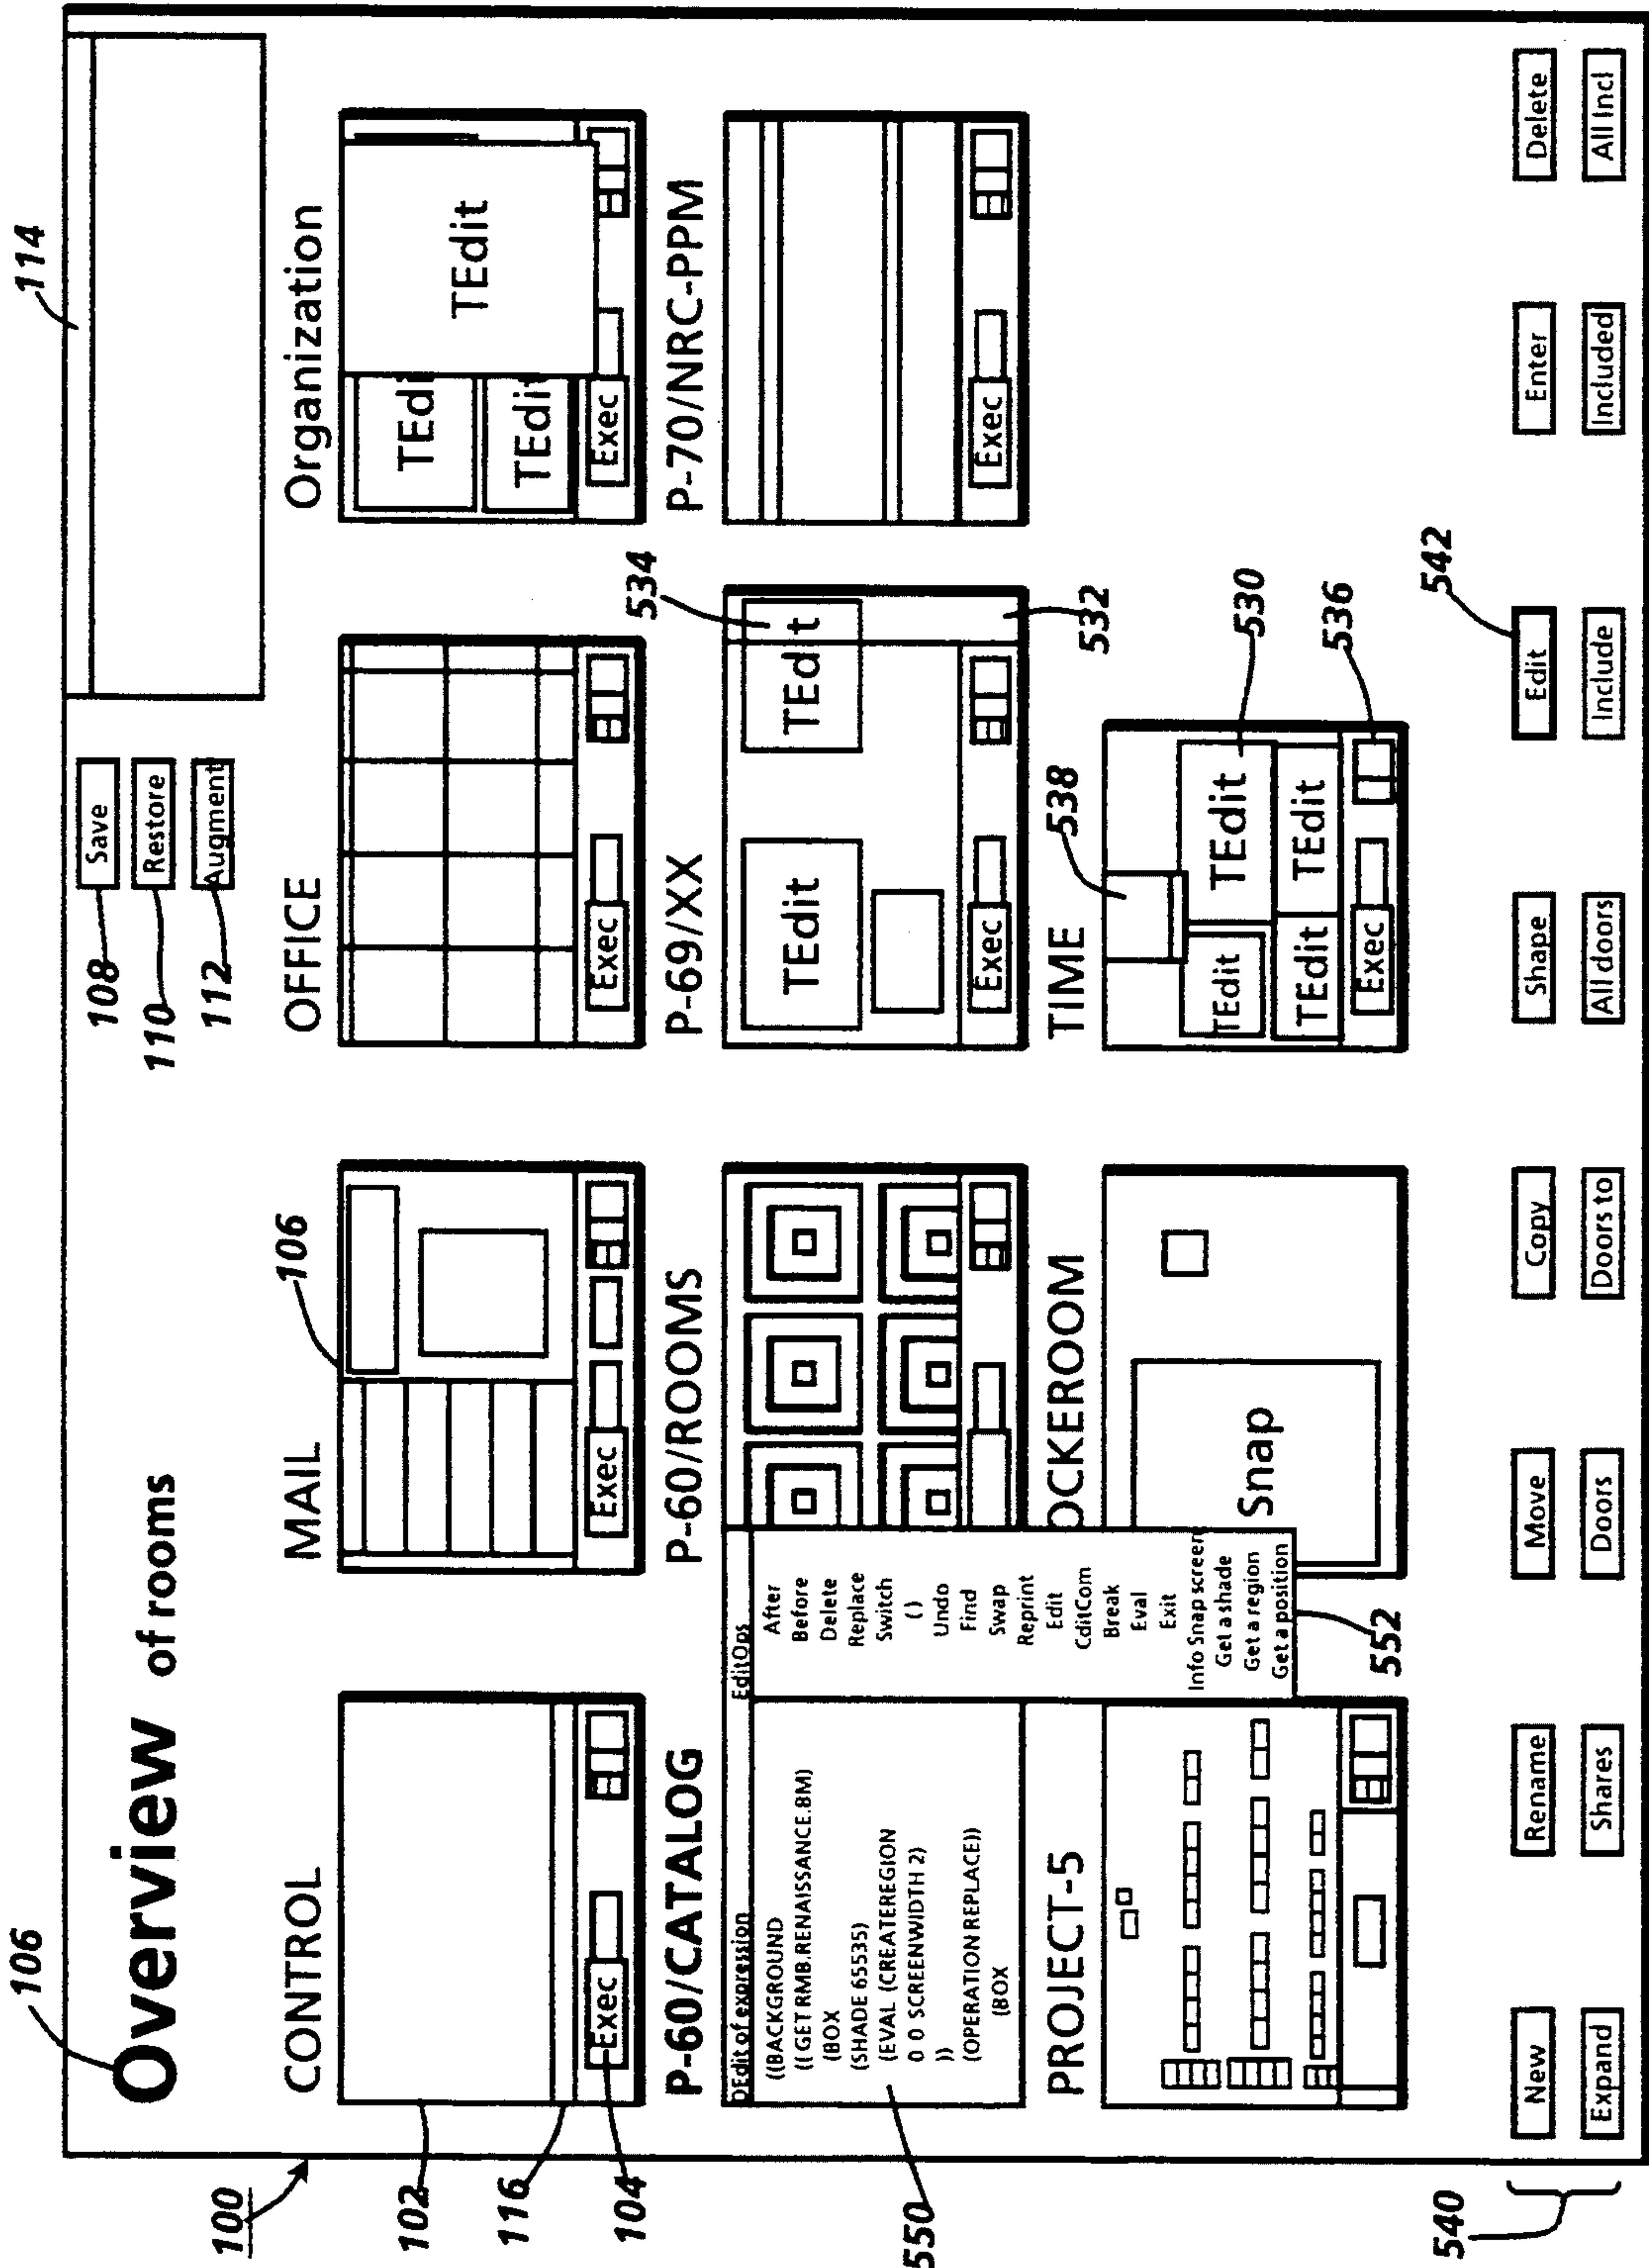 106
Overview of rooms
108
Save
110
Restore
112
Augment
114
100
CONTROL
MAIL
106
OFFICE
Organization
TEdi
TEdit
TEdit
102
116
104
Exec
Exec
Exec
Exec
P-60/CATALOG
P-60/ROOMS
P-69/XX
534
P-70/NRC-PPM
DEdit of expression
EditOps
((BACKGROUND
((GET RMB.RENAISSANCE.BM)
(BOX
(SHADE 65535)
(EVAL (CREATEREGION
0 0 SCREENWIDTH 2)
))
(OPERATION REPLACE))
(BOX
After
Before
Delete
Replace
Switch
( )
Undo
Find
Swap
Reprint
Edit
CditCom
Break
Eval
Exit
Info Snap screen
Get a shade
Get a region
Get a position
TEdit
TEdit
Exec
532
Exec
550
552
PROJECT-5
OCKEROOM
Snap
TIME
538
530
TEdit
TEdit
TEdit
TEdit
Exec
536
540
542
New
Rename
Move
Copy
Shape
Edit
Enter
Delete
Expand
Shares
Doors
Doors to
All doors
Include
Included
All Incl